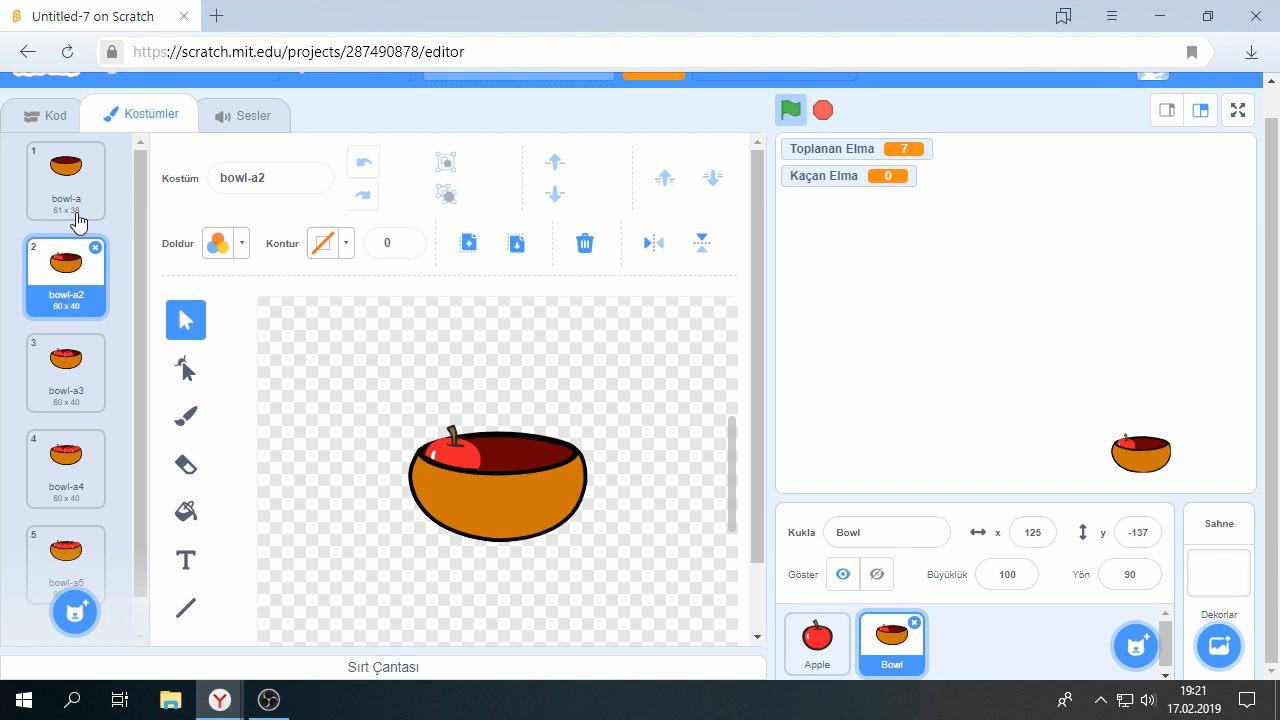 Untitled-7 on Scratch
https://scratch.mit.edu/projects/287490878/editor
Kod
Kostümler
Sesler
1
bowl-a
2
bowl-a2
60 x 40
3
bowl-a3
60 x 40
4
bowl-a4
60 x 40
5
bowl-a5
Kostüm
bowl-a2
Doldur
Kontur
0
T
Sırt Çantası
Toplanan Elma 7
Kaçan Elma 0
Kukla
Bowl
x
125
y
-137
Göster
Büyüklük
100
Yön
90
Apple
Bowl
Sahne
Dekorlar
19:21
17.02.2019